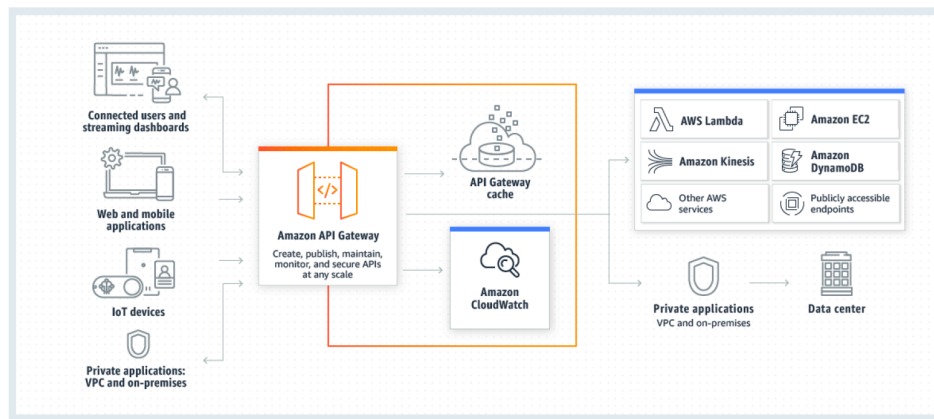 Connected users and
streaming dashboards
Web and mobile
applications
IoT devices
Private applications:
VPC and on-premises
</>
Amazon API Gateway
Create, publish, maintain,
monitor, and secure APIs
at any scale
API Gateway
cache
Amazon
CloudWatch
AWS Lambda
Amazon EC2
Amazon Kinesis
Amazon
DynamoDB
Other AWS
services
Publicly accessible
endpoints
Private applications
VPC and on-premises
Data center